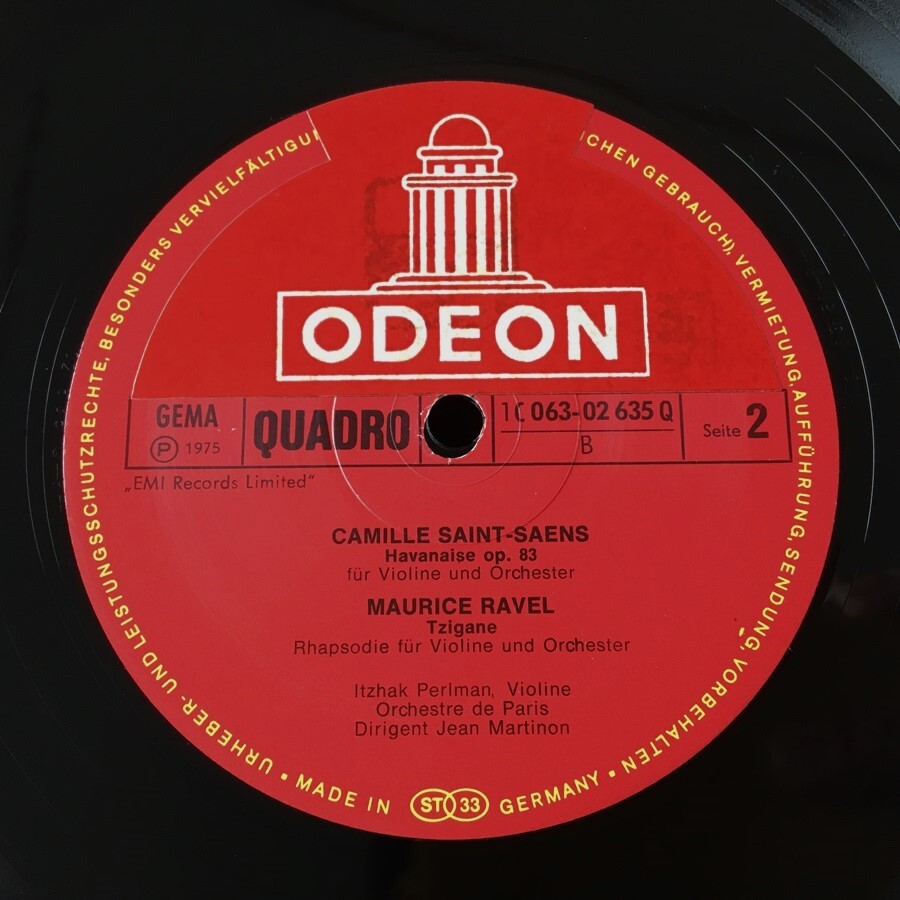 ODEON
GEMA
℗ 1975
QUADRO
1C 063-02 635 Q
B
Seite 2
„EMI Records Limited“
CAMILLE SAINT-SAENS
Havanaise op. 83
für Violine und Orchester
MAURICE RAVEL
Tzigane
Rhapsodie für Violine und Orchester
Itzhak Perlman, Violine
Orchestre de Paris
Dirigent Jean Martinon
URHEBER- UND LEISTUNGSSCHUTZRECHTE, BESONDERS
GEBRAUCH), VERMIETUNG, AUFFÜHRUNG, SENDUNG, VORBEHALTEN
MADE IN ST 33 GERMANY